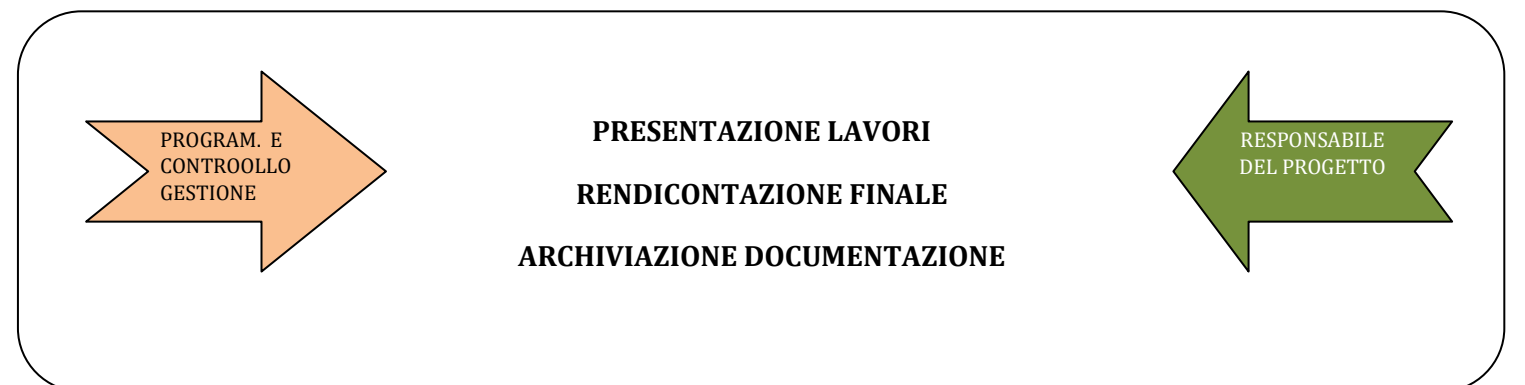 PROGRAM. E
CONTROOLLO
GESTIONE
PRESENTAZIONE LAVORI
RENDICONTAZIONE FINALE
ARCHIVIAZIONE DOCUMENTAZIONE
RESPONSABILE
DEL PROGETTO